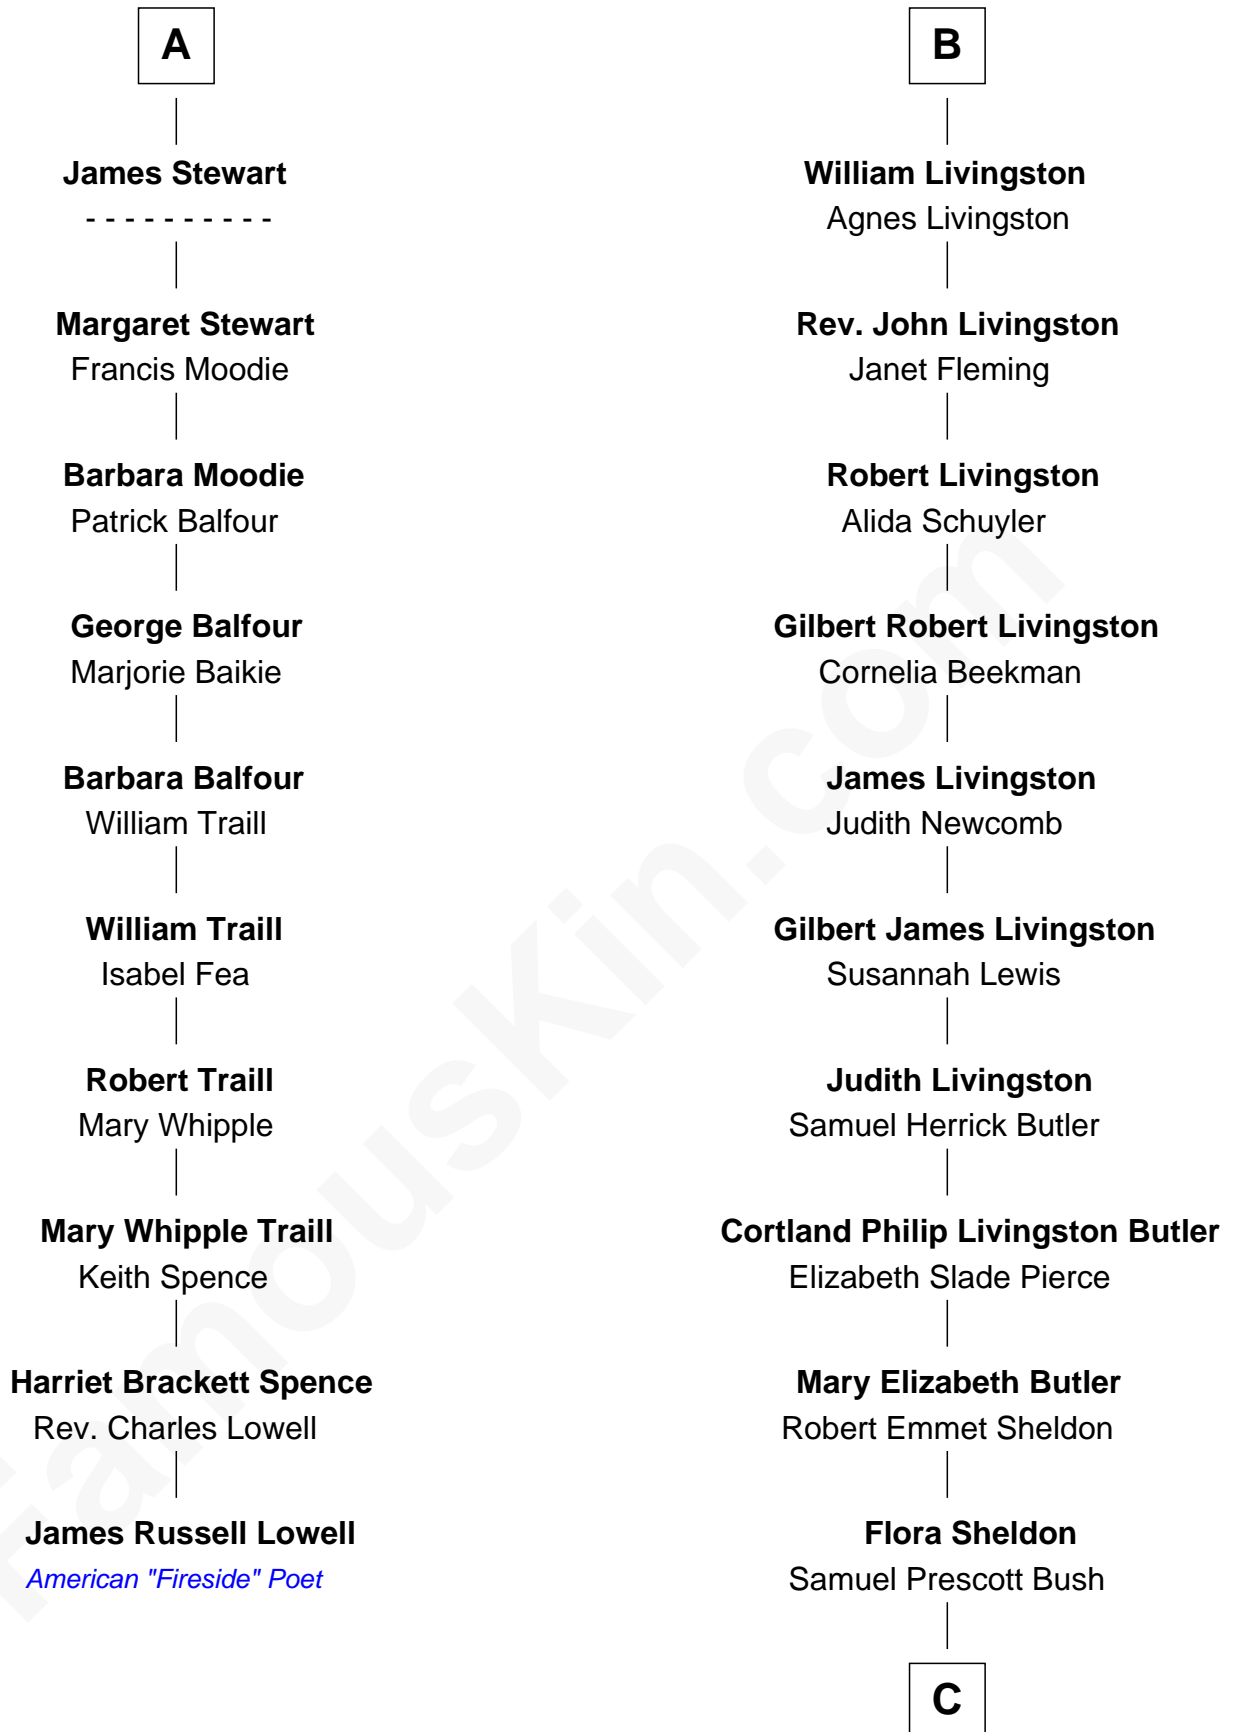 A
James Stewart
- - - - - - - - - -
Margaret Stewart
Francis Moodie
Barbara Moodie
Patrick Balfour
George Balfour
Marjorie Baikie
Barbara Balfour
William Traill
William Traill
Isabel Fea
Robert Traill
Mary Whipple
Mary Whipple Traill
Keith Spence
Harriet Brackett Spence
Rev. Charles Lowell
James Russell Lowell
American "Fireside" Poet
B
William Livingston
Agnes Livingston
Rev. John Livingston
Janet Fleming
Robert Livingston
Alida Schuyler
Gilbert Robert Livingston
Cornelia Beekman
James Livingston
Judith Newcomb
Gilbert James Livingston
Susannah Lewis
Judith Livingston
Samuel Herrick Butler
Cortland Philip Livingston Butler
Elizabeth Slade Pierce
Mary Elizabeth Butler
Robert Emmet Sheldon
Flora Sheldon
Samuel Prescott Bush
C
FamousKin.com